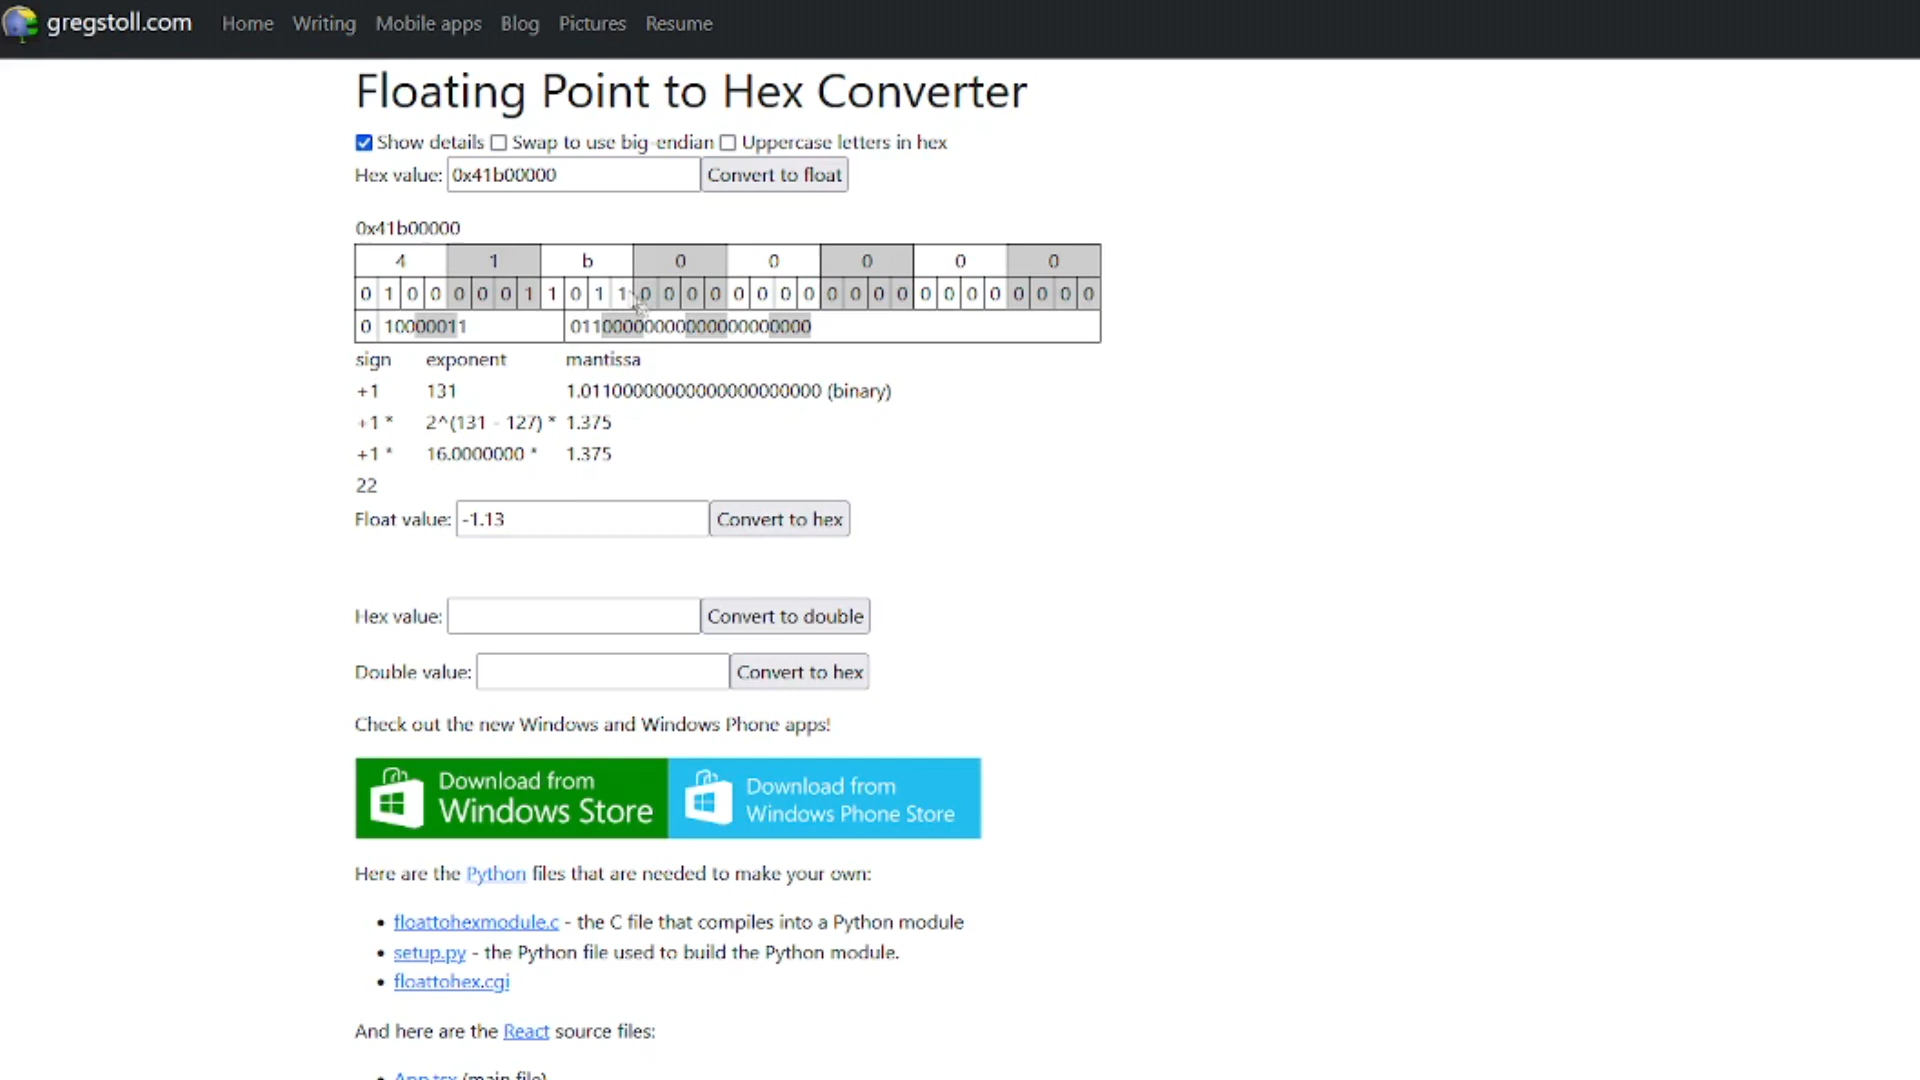 gregstoll.com Home Writing Mobile apps Blog Pictures Resume
Floating Point to Hex Converter
Show details Swap to use big-endian Uppercase letters in hex
Hex value: 0x41b00000 Convert to float
0x41b00000
4 1 b 0 0 0 0 0
0 1 0 0 0 0 0 1 1 0 1 1 0 0 0 0 0 0 0 0 0 0 0 0 0 0 0 0 0 0 0 0
0 10000011 01100000000000000000000
sign exponent mantissa
+1 131 1.01100000000000000000000 (binary)
+1 * 2^(131 - 127) * 1.375
+1 * 16.0000000 * 1.375
22
Float value: -1.13 Convert to hex
Hex value: Convert to double
Double value: Convert to hex
Check out the new Windows and Windows Phone apps!
Download from Download from
Windows Store Windows Phone Store
Here are the Python files that are needed to make your own:
• floattohexmodule.c - the C file that compiles into a Python module
• setup.py - the Python file used to build the Python module.
• floattohex.cgi
And here are the React source files:
• App.tsx (main file)